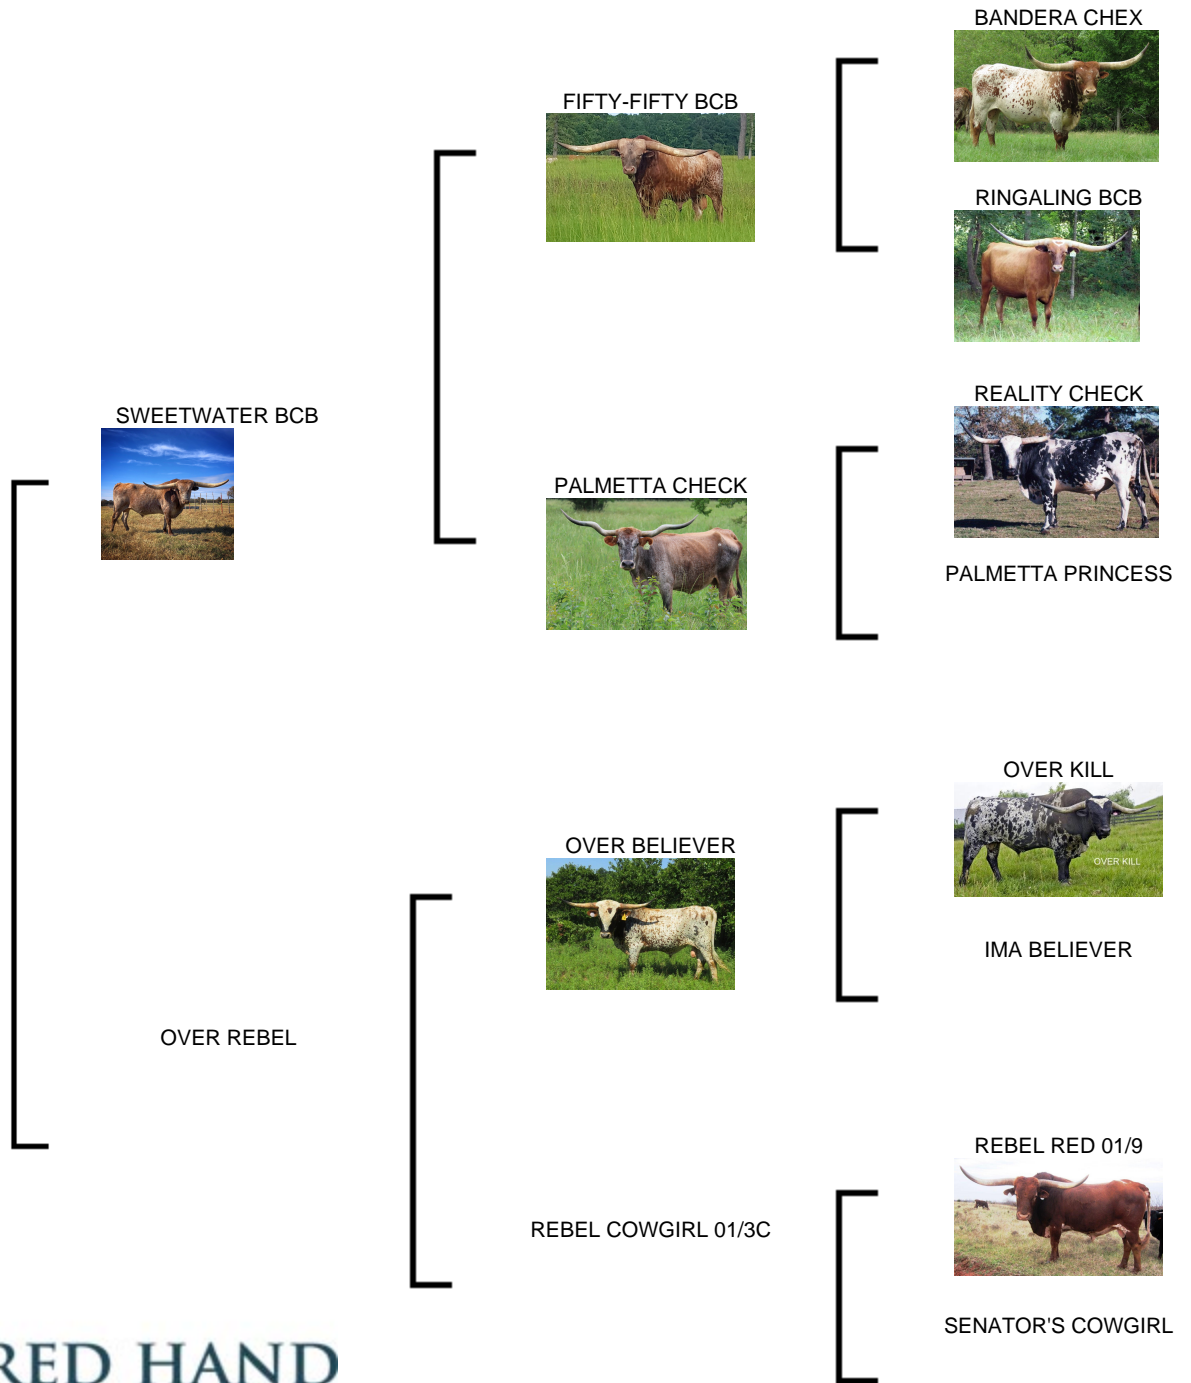 BANDERA CHEX
FIFTY-FIFTY BCB
RINGALING BCB
REALITY CHECK
SWEETWATER BCB
PALMETTA CHECK
PALMETTA PRINCESS
OVER KILL
OVER BELIEVER
OVER KILL
IMA BELIEVER
OVER REBEL
REBEL RED 01/9
REBEL COWGIRL 01/3C
SENATOR'S COWGIRL
RED HAND